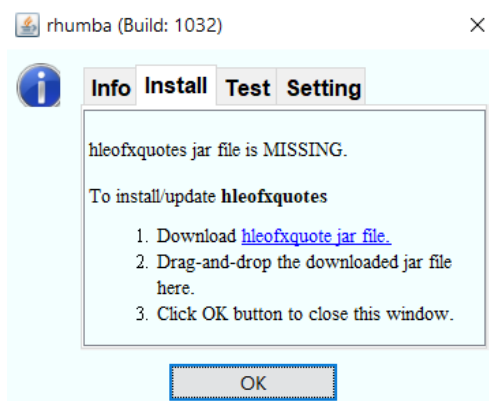 rhumba (Build: 1032)
Info Install Test Setting
hleofxquotes jar file is MISSING.
To install/update hleofxquotes
1. Download hleofxquote jar file.
2. Drag-and-drop the downloaded jar file
here.
3. Click OK button to close this window.
OK